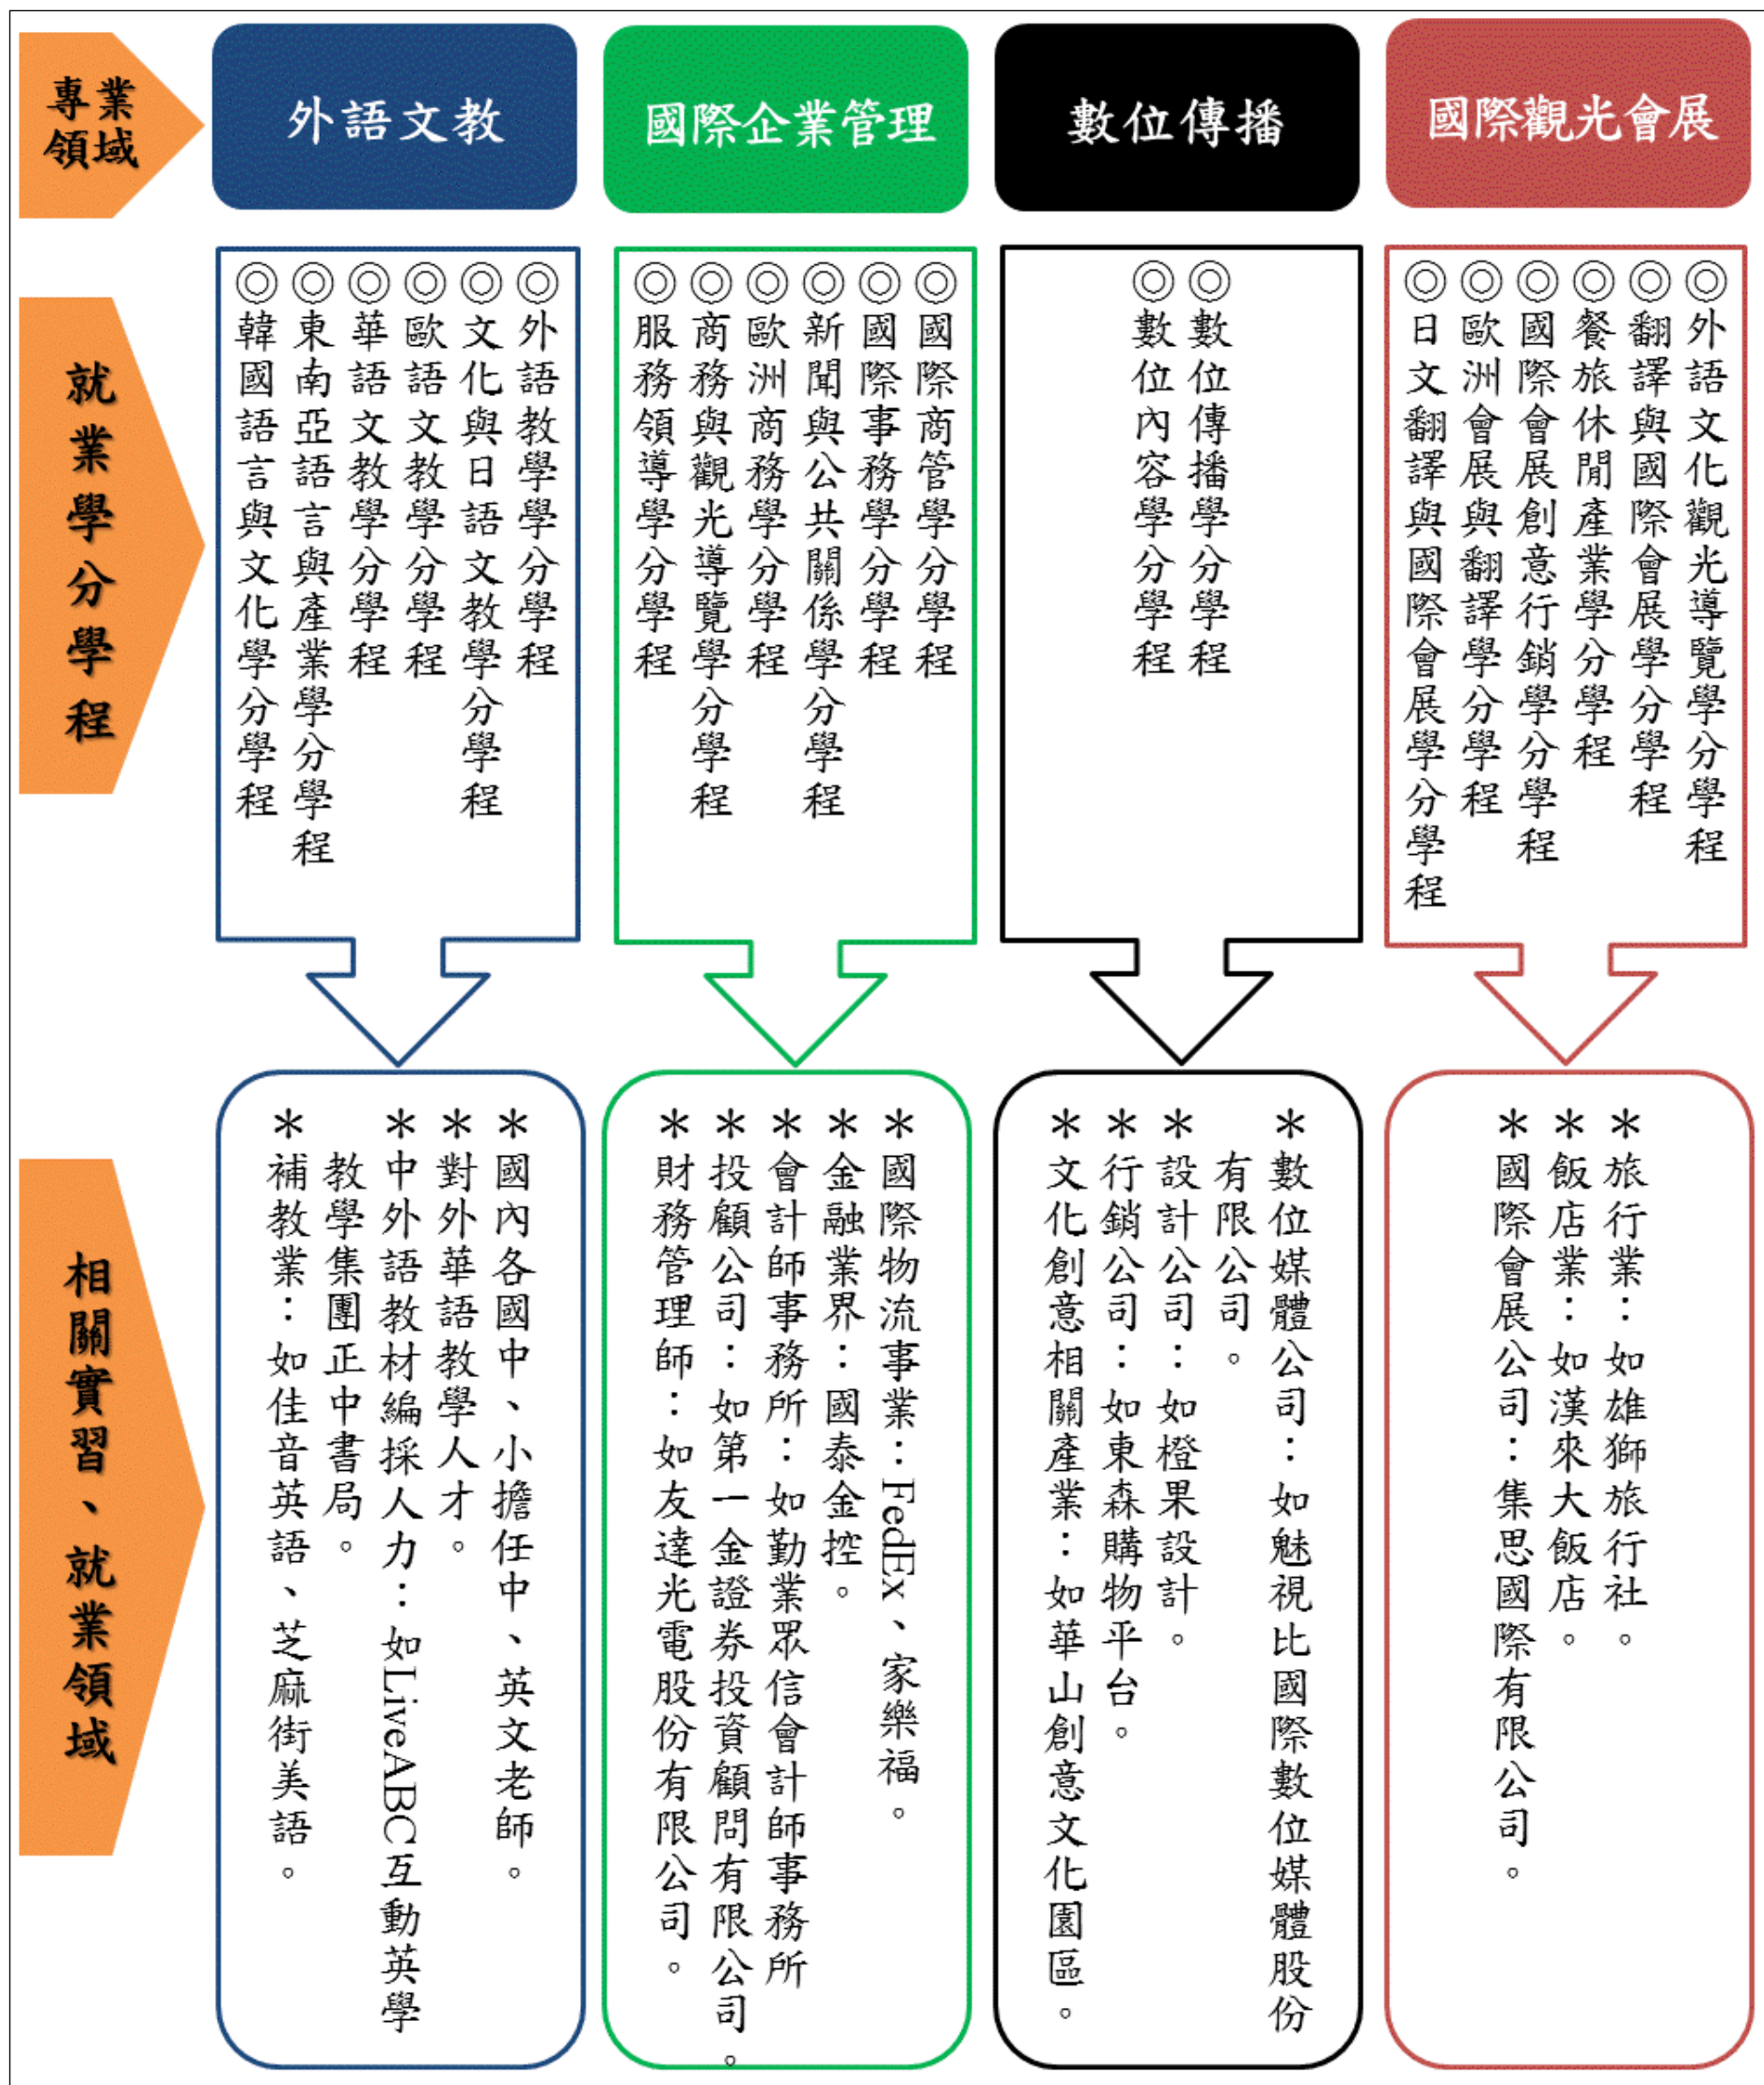 專業
領域
外語文教
國際企業管理
數位傳播
國際觀光會展
就業學分學程
◎外語教學學分學程
◎文化與日語文教學分學程
◎歐語文教學分學程
◎華語文教學學分學程
◎東南亞語言與產業學分學程
◎韓國語言與文化學分學程
◎國際商管學分學程
◎國際事務學分學程
◎新聞與公共關係學分學程
◎歐洲商務學分學程
◎商務與觀光導覽學分學程
◎服務領導學分學程
◎數位傳播學分學程
◎數位內容學分學程
◎外語文化觀光導覽學分學程
◎翻譯與國際會展學分學程
◎餐旅休閒產業學分學程
◎國際會展創意行銷學分學程
◎歐洲會展與翻譯學分學程
◎日文翻譯與國際會展學分學程
相關實習、就業領域
＊國內各國中、小擔任中、英文老師。
＊對外華語教學人才。
＊中外語教材編採人力：如LiveABC互動英學
教學集團正中書局。
＊補教業：如佳音英語、芝麻街美語。
＊國際物流事業：FedEx、家樂福。
＊金融業界：國泰金控。
＊會計師事務所：如勤業眾信會計師事務所
＊投顧公司：如第一金證券投資顧問有限公司。
＊財務管理師：如友達光電股份有限公司。
＊數位媒體公司：如魅視比國際數位媒體股份
有限公司。
＊設計公司：如橙果設計。
＊行銷公司：如東森購物平台。
＊文化創意相關產業：如華山創意文化園區。
＊旅行業：如雄獅旅行社。
＊飯店業：如漢來大飯店。
＊國際會展公司：集思國際有限公司。